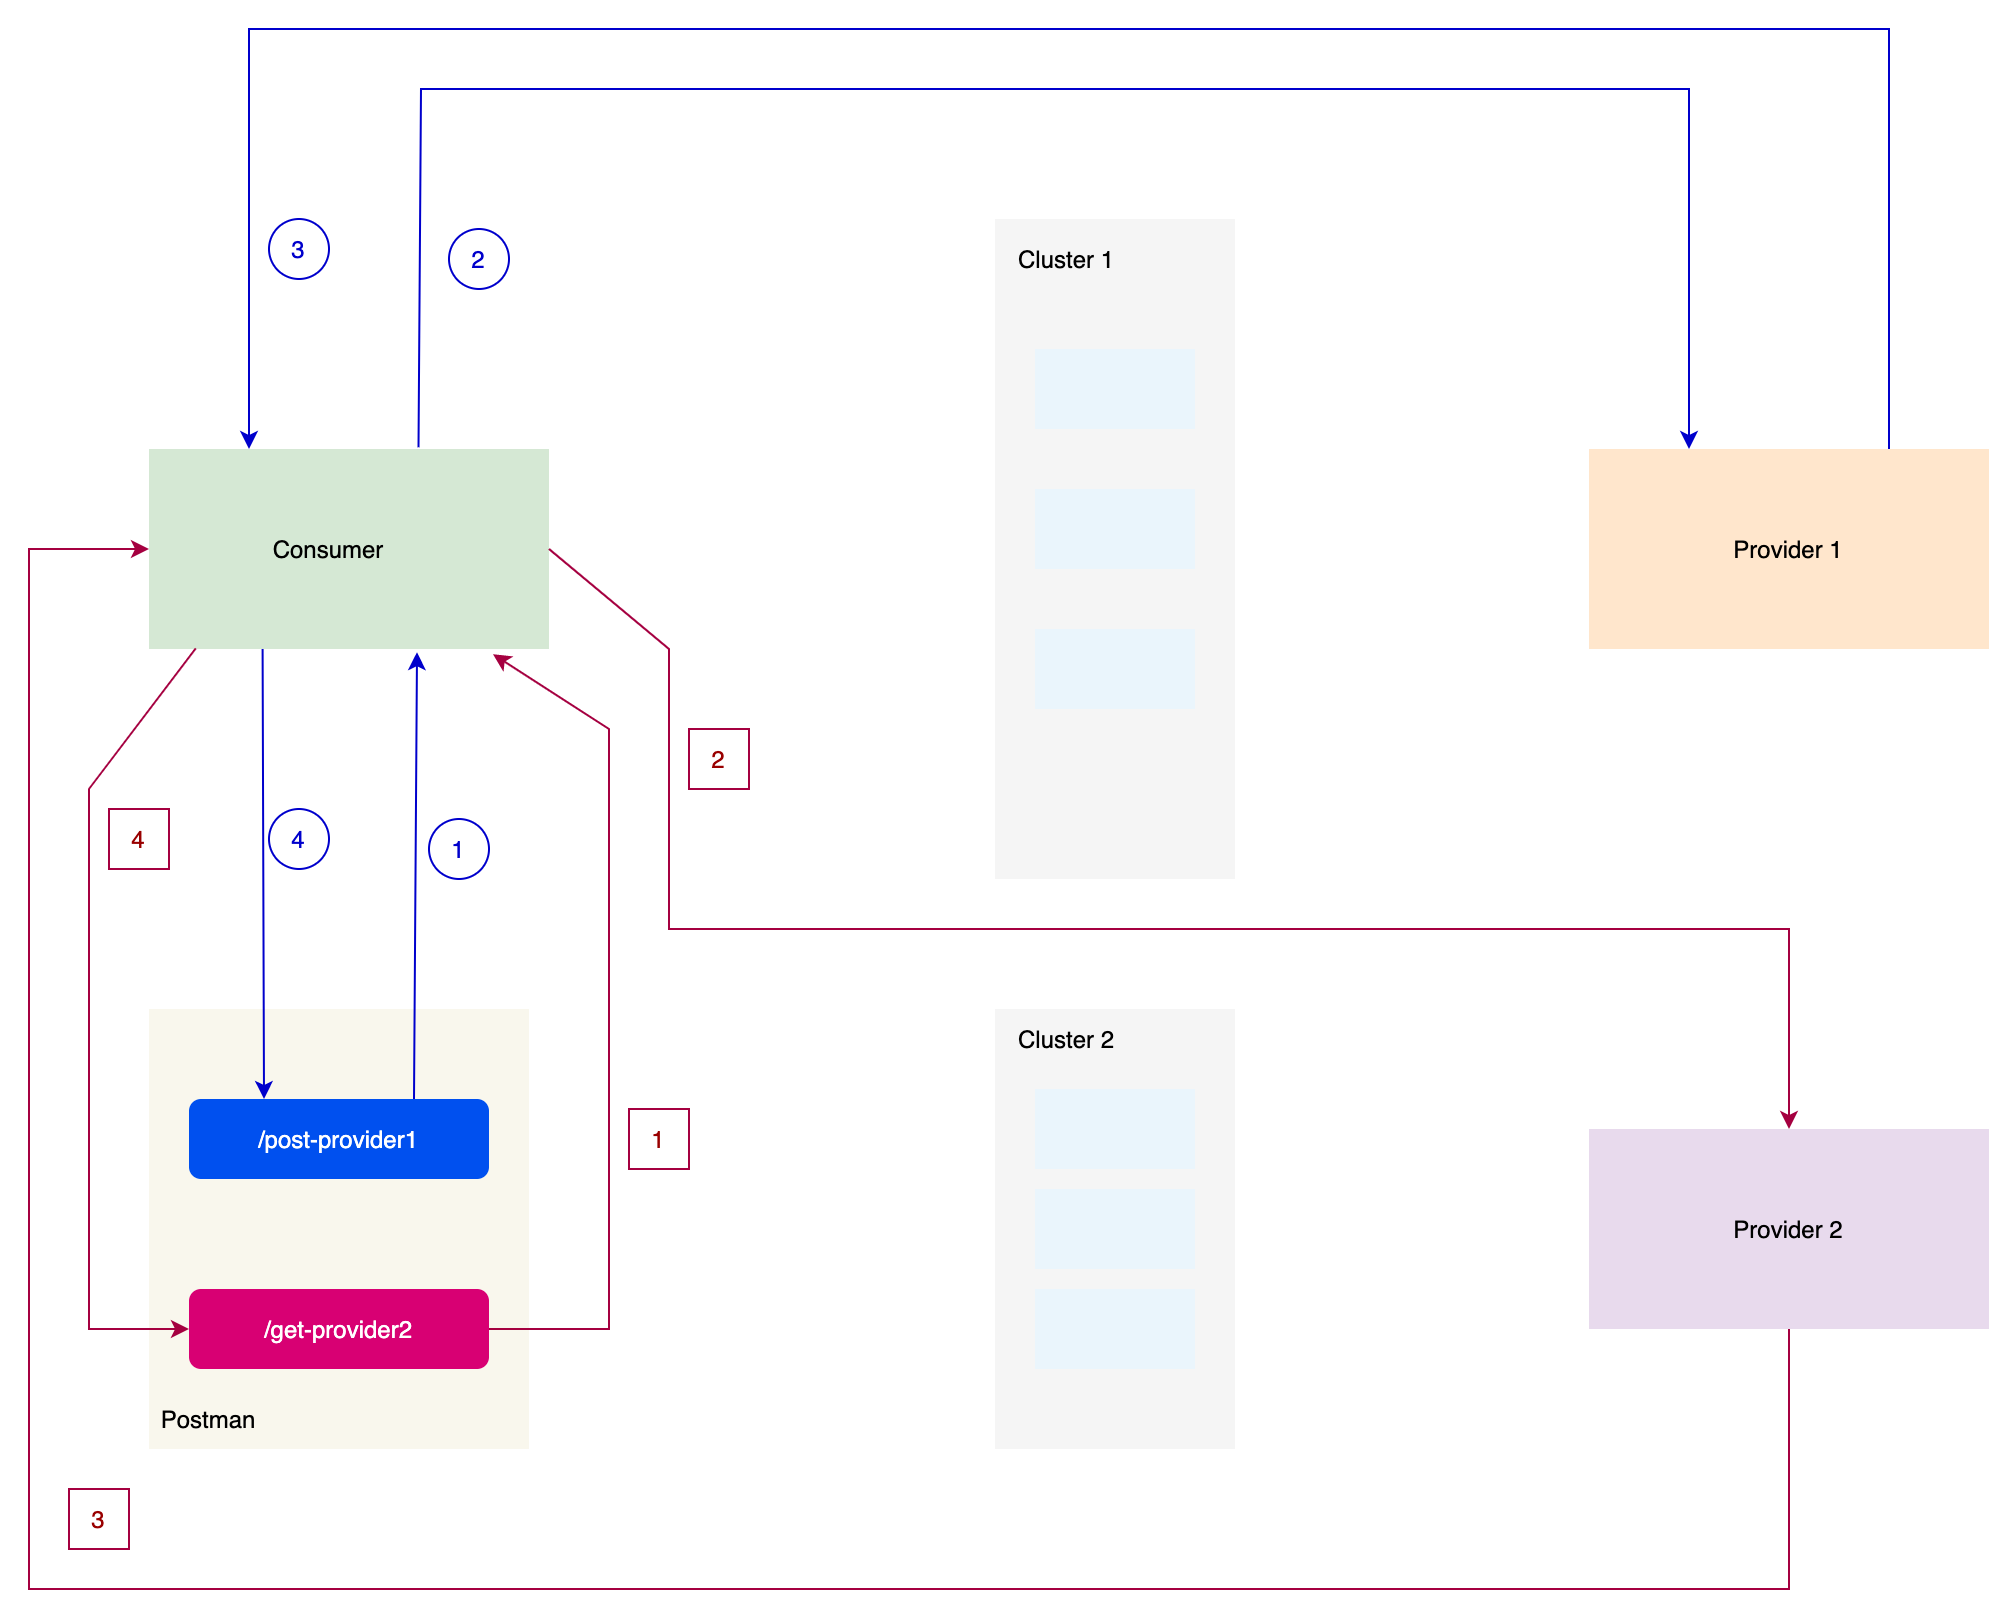 3
2
Cluster 1
Consumer
Provider 1
2
4
4
1
Cluster 2
/post-provider1
1
Provider 2
/get-provider2
Postman
3